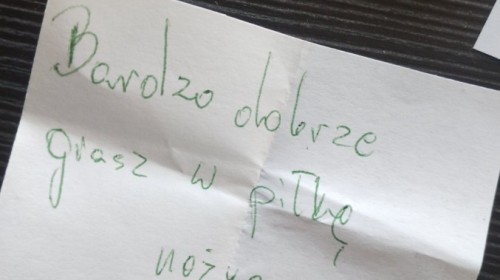 Bardzo dobrze
grasz w piłkę